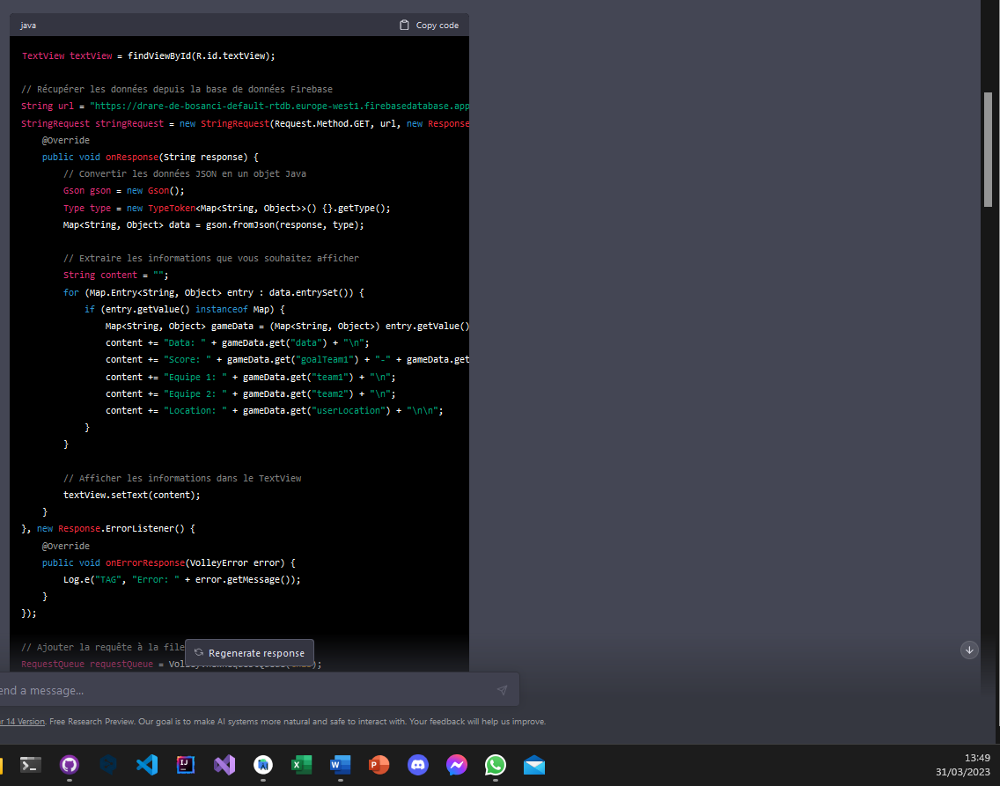 java
Copy code
TextView textView = findViewById(R.id.textView);
// Récupérer les données depuis la base de données Firebase
String url = "https://drare-de-bosanci-default-rtdb.europe-west1.firebasedatabase.app
StringRequest stringRequest = new StringRequest(Request.Method.GET, url, new Response
@Override
public void onResponse(String response) {
// Convertir les données JSON en un objet Java
Gson gson = new Gson();
Type type = new TypeToken<Map<String, Object>>() {}.getType();
Map<String, Object> data = gson.fromJson(response, type);
// Extraire les informations que vous souhaitez afficher
String content = "";
for (Map.Entry<String, Object> entry : data.entrySet()) {
if (entry.getValue() instanceof Map) {
Map<String, Object> gameData = (Map<String, Object>) entry.getValue()
content += "Data: " + gameData.get("data") + "\n";
content += "Score: " + gameData.get("goalTeam1") + "-" + gameData.get
content += "Equipe 1: " + gameData.get("team1") + "\n";
content += "Equipe 2: " + gameData.get("team2") + "\n";
content += "Location: " + gameData.get("userLocation") + "\n\n";
}
}
// Afficher les informations dans le TextView
textView.setText(content);
}
}, new Response.ErrorListener() {
@Override
public void onErrorResponse(VolleyError error) {
Log.e("TAG", "Error: " + error.getMessage());
}
});
// Ajouter la requête à la file
Regenerate response
RequestQueue requestQueue =
end a message...
r 14 Version. Free Research Preview. Our goal is to make AI systems more natural and safe to interact with. Your feedback will help us improve.
13:49
31/03/2023